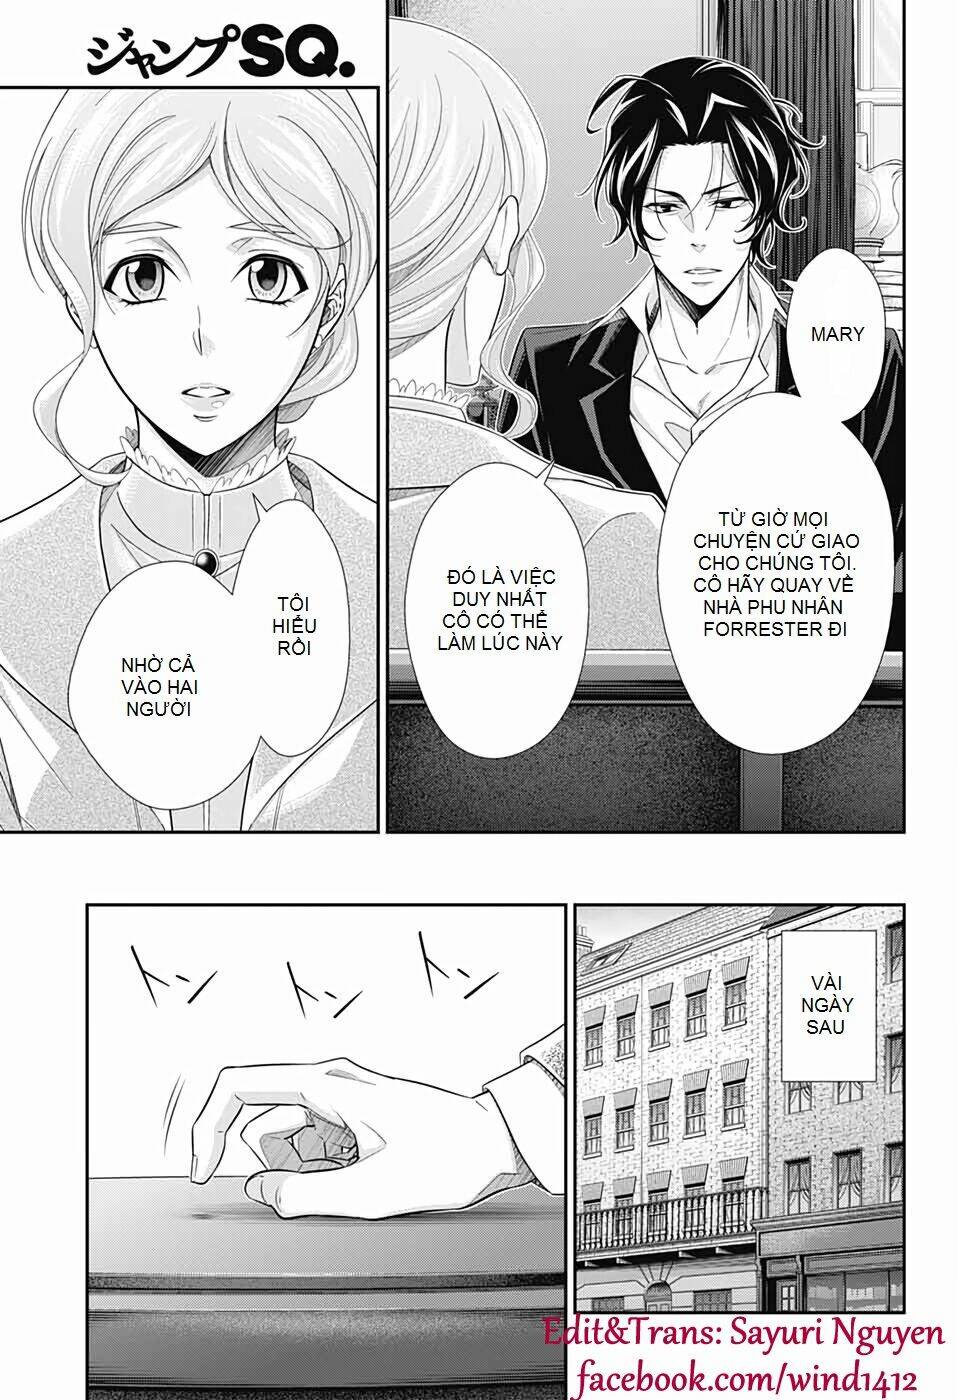 ジャンプSQ.
MARY
TỪ GIỜ MỌI
CHUYỆN CỨ GIAO
CHO CHÚNG TÔI.
CÔ HÃY QUAY VỀ
NHÀ PHU NHÂN
FORRESTER ĐI
ĐÓ LÀ VIỆC
DUY NHẤT
CÔ CÓ THỂ
LÀM LÚC NÀY
TÔI
HIỂU
RỒI
NHỜ CẢ
VÀO HAI
NGƯỜI
VÀI
NGÀY
SAU
トン
トン
トン
Edit&Trans: Sayuri Nguyen
facebook.com/wind1412